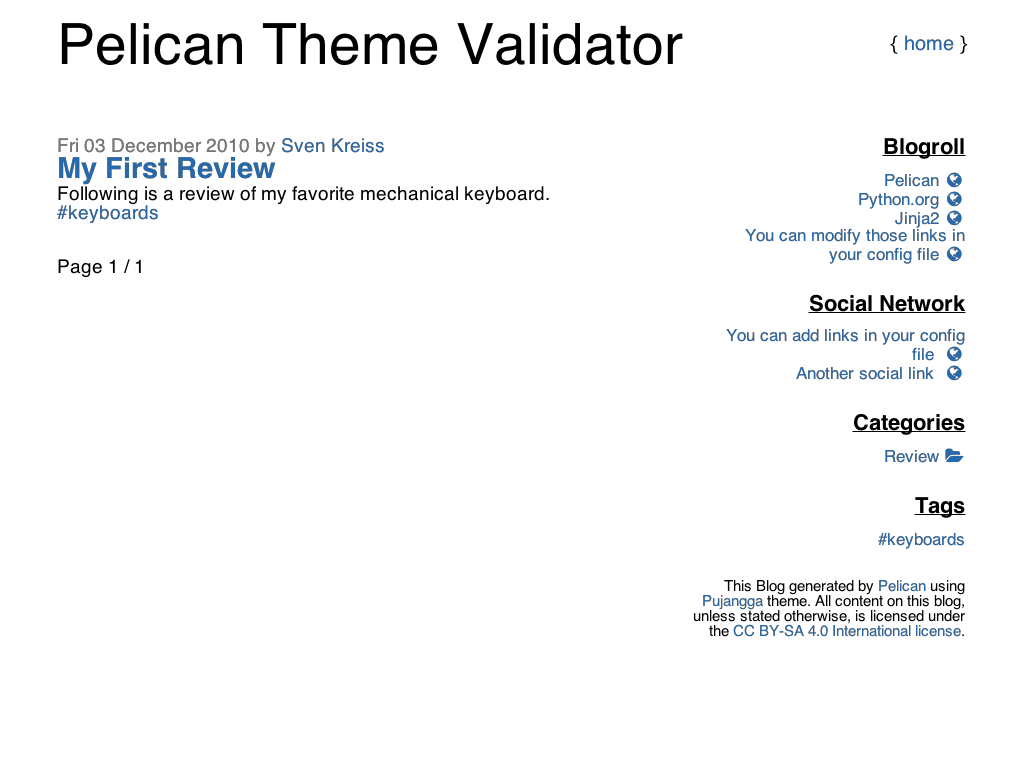 Pelican Theme Validator
{ home }
Fri 03 December 2010 by Sven Kreiss
My First Review
Following is a review of my favorite mechanical keyboard.
#keyboards
Page 1 / 1
Blogroll
Pelican
Python.org
Jinja2
You can modify those links in
your config file
Social Network
You can add links in your config
file
Another social link
Categories
Review
Tags
#keyboards
This Blog generated by Pelican using
Pujangga theme. All content on this blog,
unless stated otherwise, is licensed under
the CC BY-SA 4.0 International license.